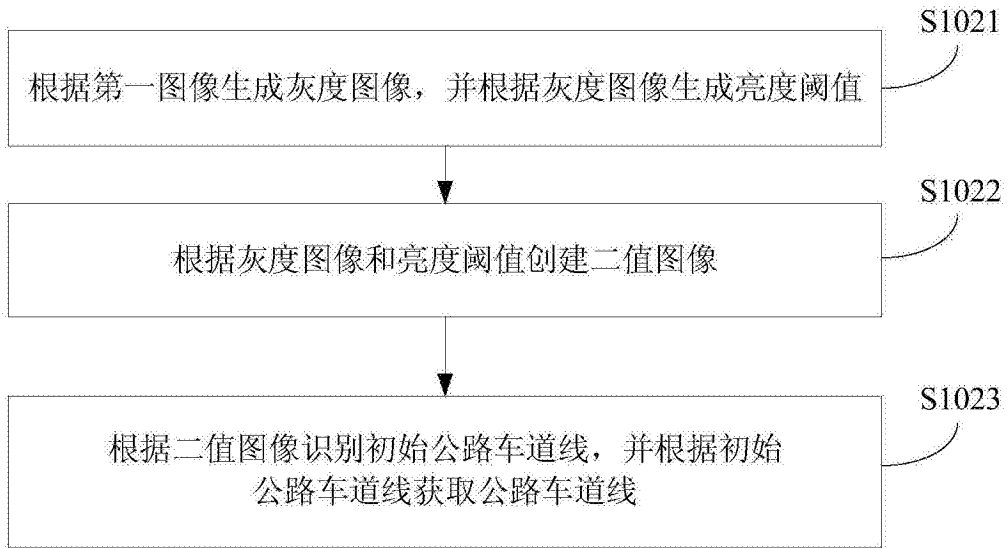 S1021
根据第一图像生成灰度图像，并根据灰度图像生成亮度阈值
S1022
根据灰度图像和亮度阈值创建二值图像
S1023
根据二值图像识别初始公路车道线，并根据初始
公路车道线获取公路车道线